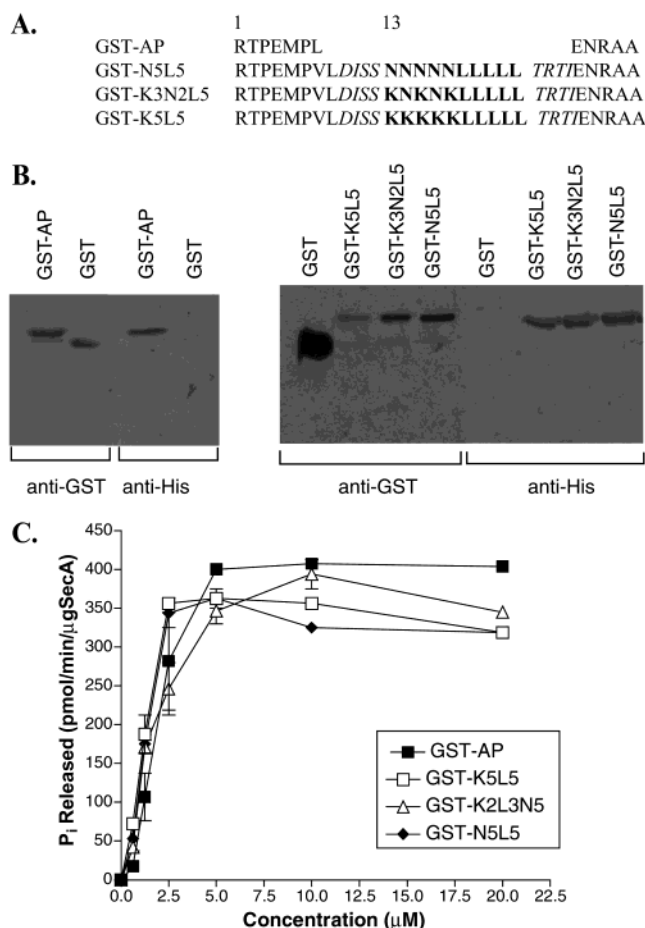 A.
1 13
GST-AP RTPEMPL ENRAA
GST-N5L5 RTPEMPVLDISS NNNNNLLLLL TRTIENRAA
GST-K3N2L5 RTPEMPVLDISS KNKNKLLLLL TRTIENRAA
GST-K5L5 RTPEMPVLDISS KKKKKLLLLL TRTIENRAA
B.
GST-AP GST GST-AP GST
GST GST-K5L5 GST-K3N2L5 GST-N5L5 GST GST-K5L5 GST-K3N2L5 GST-N5L5
anti-GST anti-His
anti-GST anti-His
C.
Pi Released (pmol/min/µgSecA)
450
400
350
300
250
200
150
100
50
0
GST-AP
GST-K5L5
GST-K2L3N5
GST-N5L5
0.0 2.5 5.0 7.5 10.0 12.5 15.0 17.5 20.0 22.5
Concentration (µM)